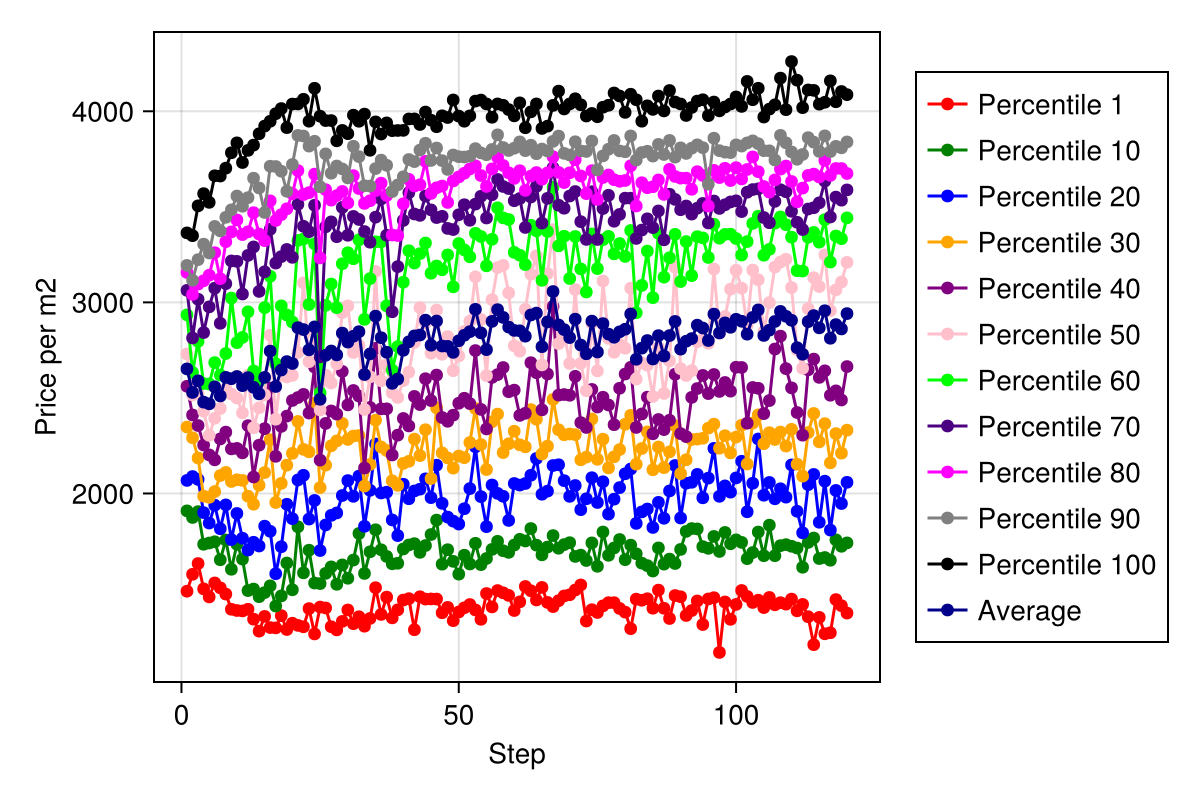 Price per m2
4000
3000
2000
0
50
100
Step
Percentile 1
Percentile 10
Percentile 20
Percentile 30
Percentile 40
Percentile 50
Percentile 60
Percentile 70
Percentile 80
Percentile 90
Percentile 100
Average